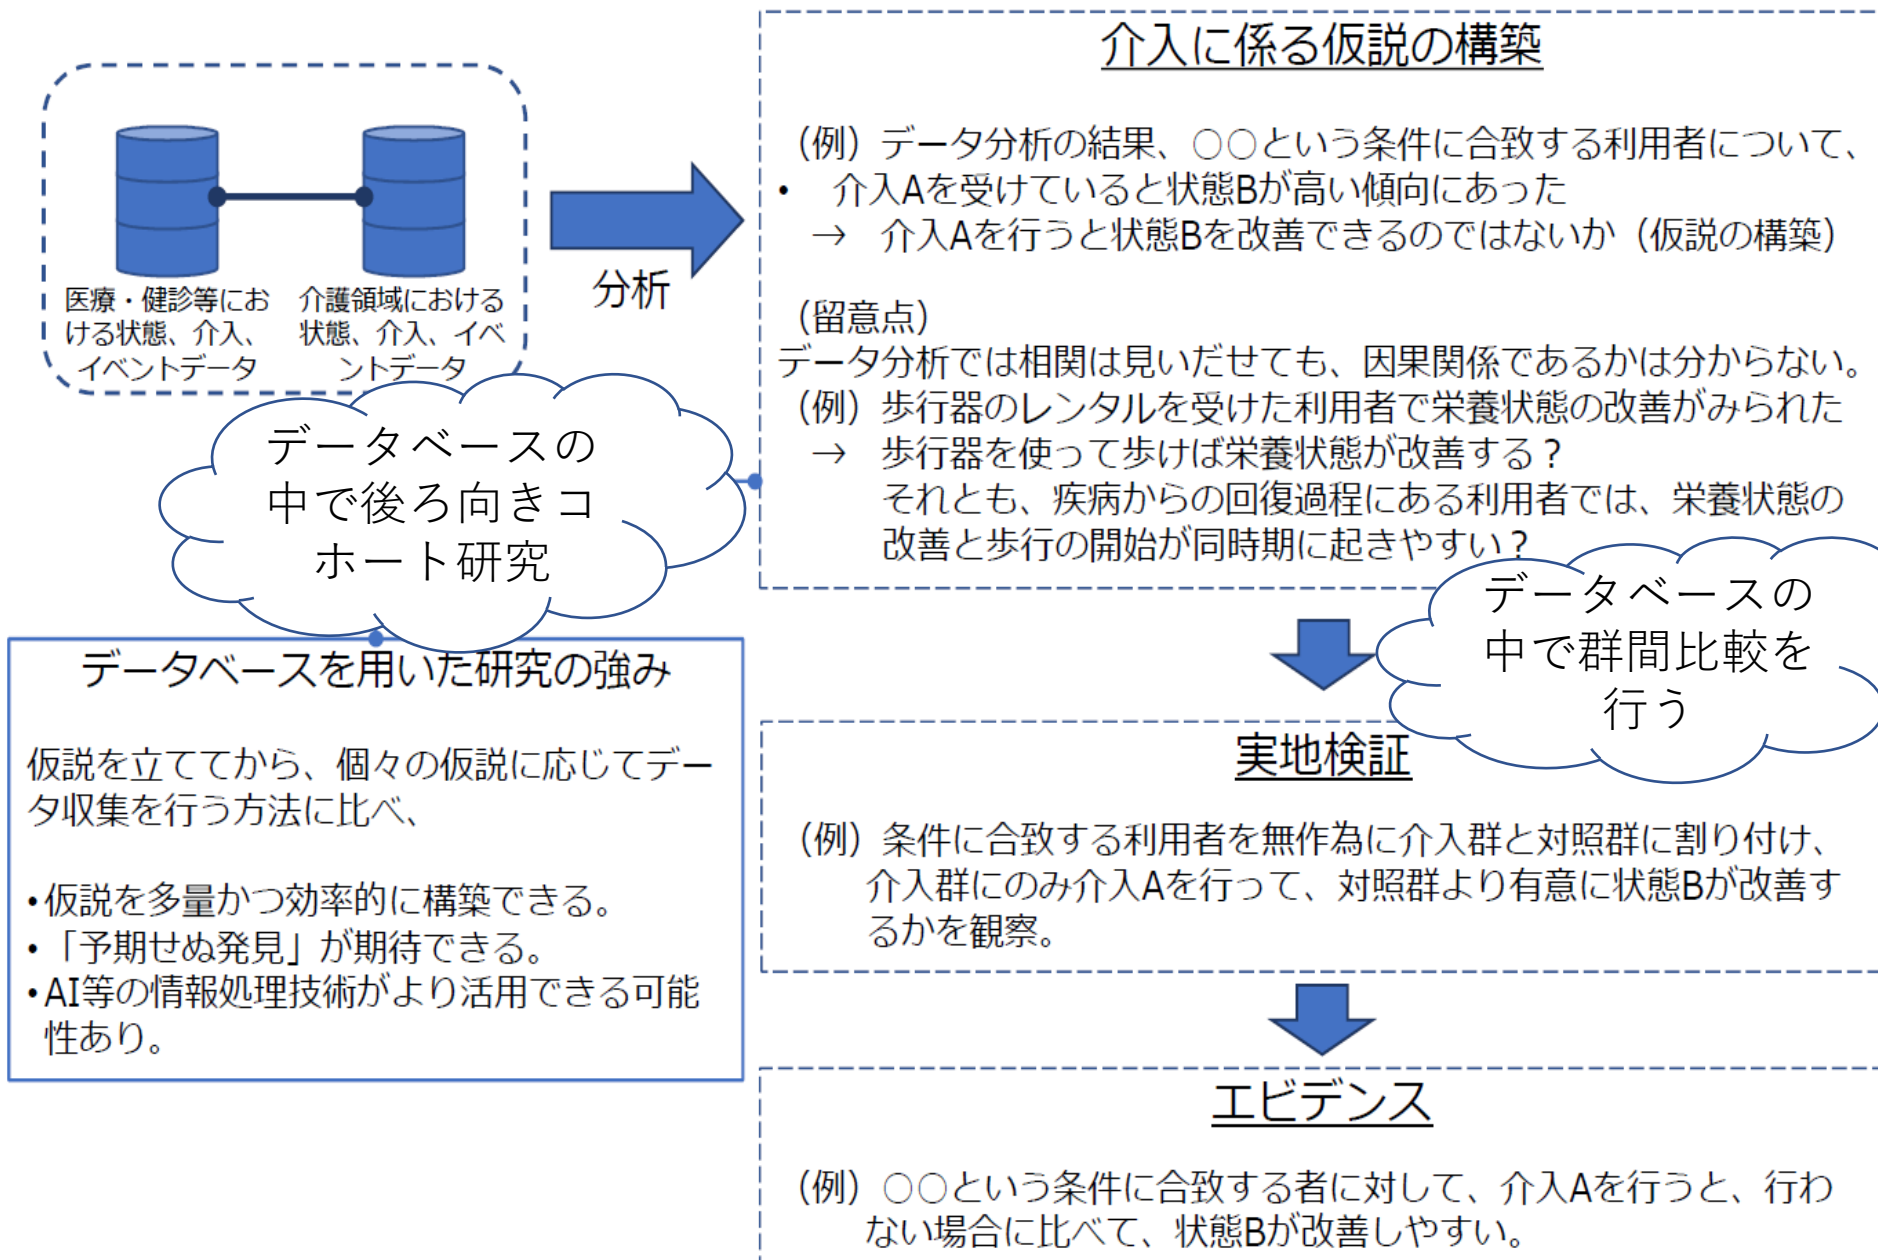 医療・健診等にお
ける状態、介入、
イベントデータ
介護領域における
状態、介入、イベ
ントデータ
分析
データベースの
中で後ろ向きコ
ホート研究
データベースを用いた研究の強み
仮説を立ててから、個々の仮説に応じてデー
タ収集を行う方法に比べ、
•仮説を多量かつ効率的に構築できる。
•「予期せぬ発見」が期待できる。
•AI等の情報処理技術がより活用できる可能
性あり。
介入に係る仮説の構築
（例）データ分析の結果、○○という条件に合致する利用者について、
• 介入Aを受けていると状態Bが高い傾向にあった
→ 介入Aを行うと状態Bを改善できるのではないか（仮説の構築）
（留意点）
データ分析では相関は見いだせても、因果関係であるかは分からない。
（例）歩行器のレンタルを受けた利用者で栄養状態の改善がみられた
→ 歩行器を使って歩けば栄養状態が改善する？
それとも、疾病からの回復過程にある利用者では、栄養状態の
改善と歩行の開始が同時期に起きやすい？
データベースの
中で群間比較を
行う
実地検証
（例）条件に合致する利用者を無作為に介入群と対照群に割り付け、
介入群にのみ介入Aを行って、対照群より有意に状態Bが改善す
るかを観察。
エビデンス
（例）○○という条件に合致する者に対して、介入Aを行うと、行わ
ない場合に比べて、状態Bが改善しやすい。